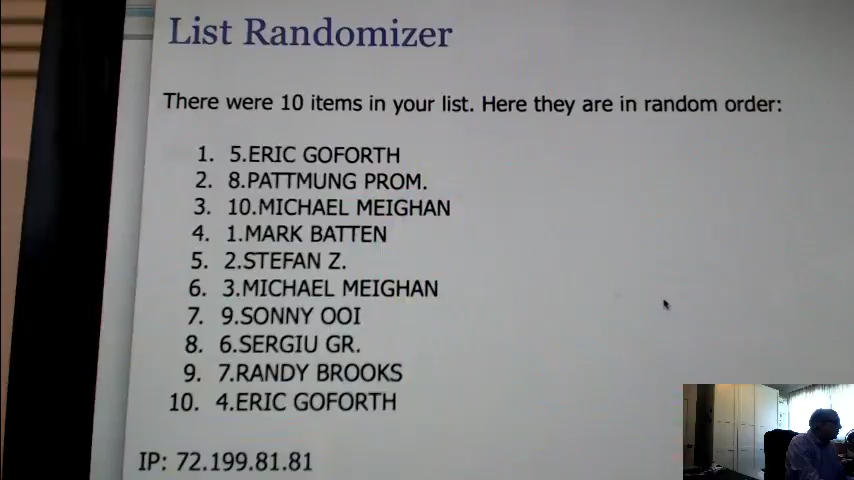 List Randomizer
There were 10 items in your list. Here they are in random order:
1. 5.ERIC GOFORTH
2. 8.PATTMUNG PROM.
3. 10.MICHAEL MEIGHAN
4. 1.MARK BATTEN
5. 2.STEFAN Z.
6. 3.MICHAEL MEIGHAN
7. 9.SONNY OOI
8. 6.SERGIU GR.
9. 7.RANDY BROOKS
10. 4.ERIC GOFORTH
IP: 72.199.81.81